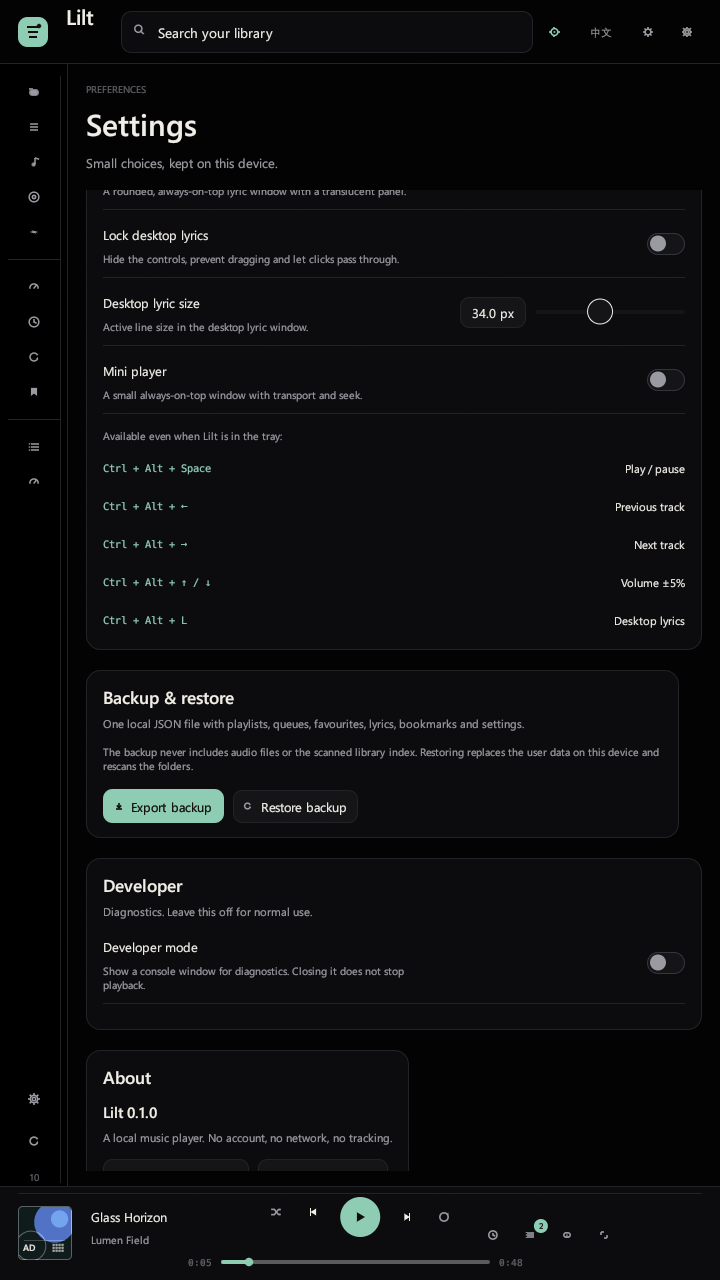 Lilt
Search your library
中文
PREFERENCES
Settings
Small choices, kept on this device.
A rounded, always-on-top lyric window with a translucent panel.
Lock desktop lyrics
Hide the controls, prevent dragging and let clicks pass through.
Desktop lyric size
34.0 px
Active line size in the desktop lyric window.
Mini player
A small always-on-top window with transport and seek.
Available even when Lilt is in the tray:
Ctrl + Alt + Space
Play / pause
Ctrl + Alt + ←
Previous track
Ctrl + Alt + →
Next track
Ctrl + Alt + ↑ / ↓
Volume ±5%
Ctrl + Alt + L
Desktop lyrics
Backup & restore
One local JSON file with playlists, queues, favourites, lyrics, bookmarks and settings.
The backup never includes audio files or the scanned library index. Restoring replaces the user data on this device and
rescans the folders.
Export backup
Restore backup
Developer
Diagnostics. Leave this off for normal use.
Developer mode
Show a console window for diagnostics. Closing it does not stop
playback.
About
Lilt 0.1.0
A local music player. No account, no network, no tracking.
10
AD
Glass Horizon
Lumen Field
2
0:05
0:48